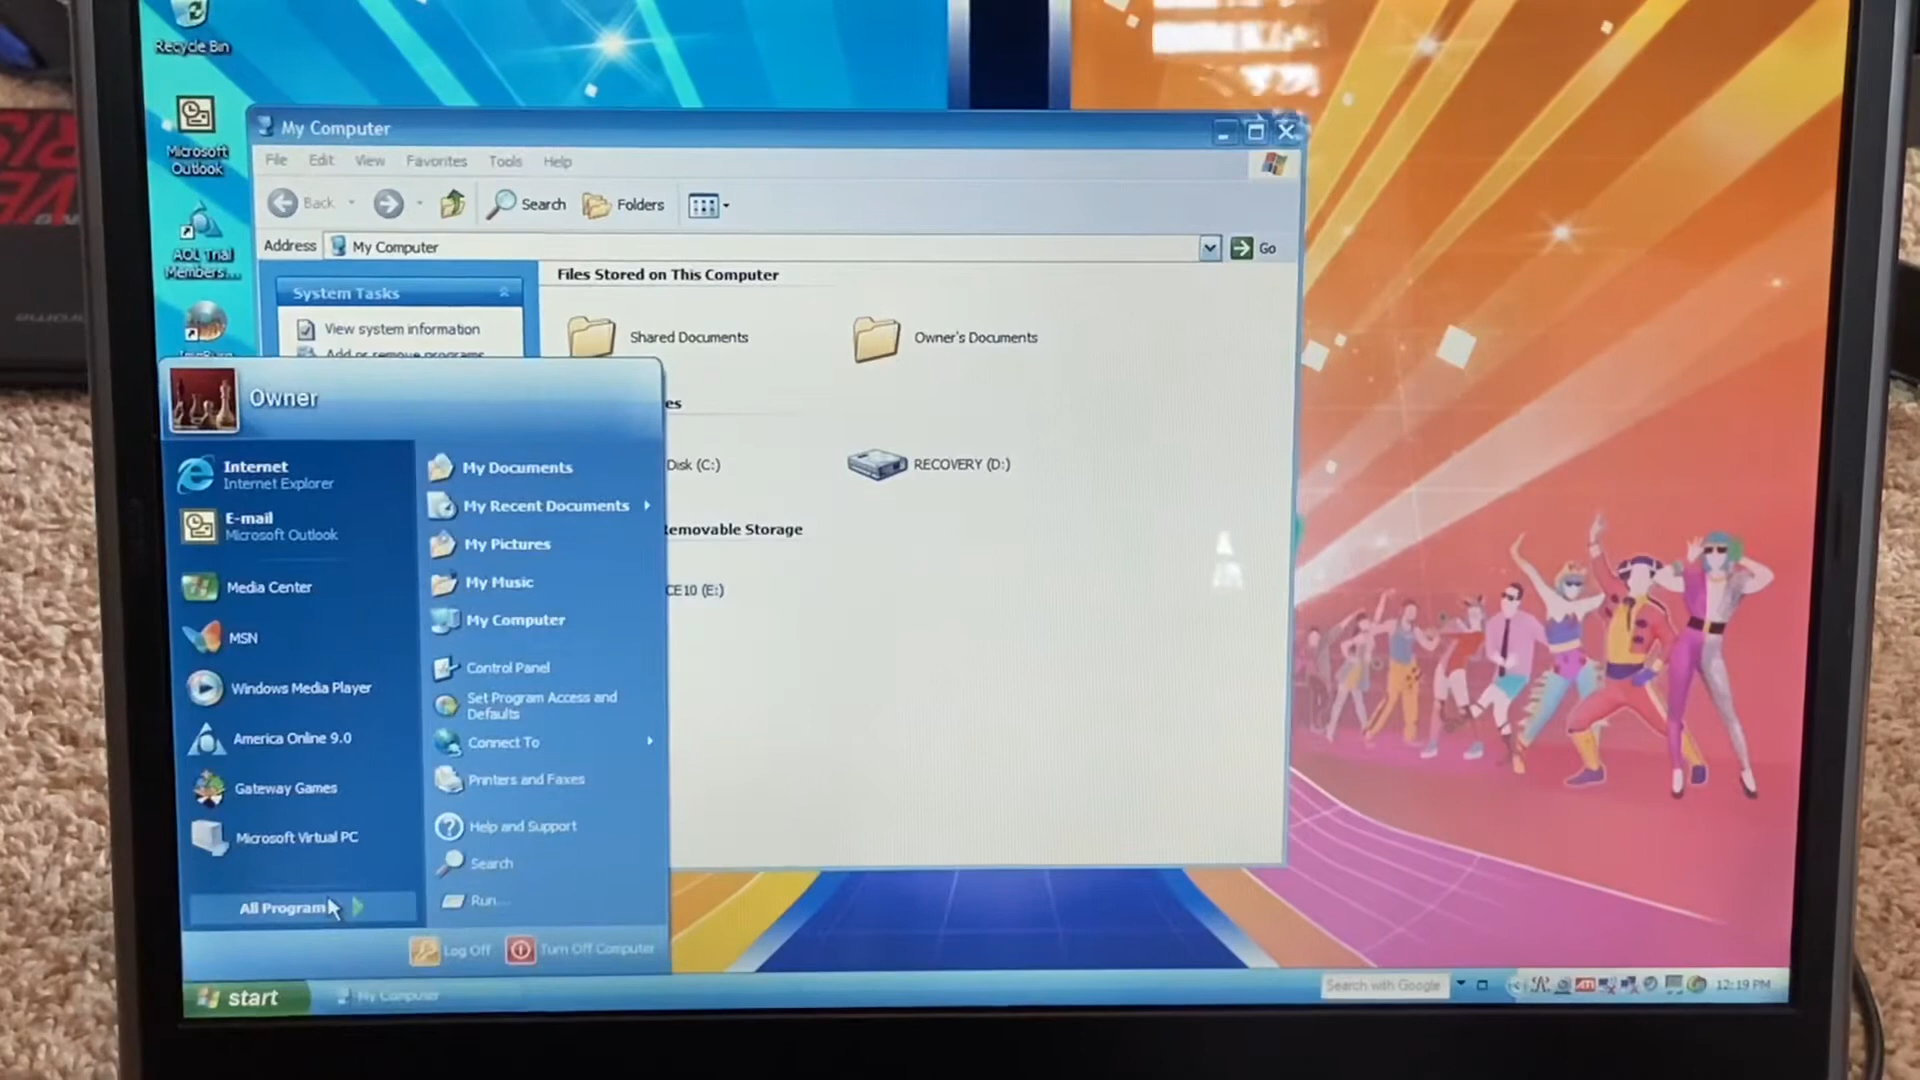 Recycle Bin
Microsoft
Outlook
AOL Trial
Members...
My Computer
File Edit View Favorites Tools Help
Back Search Folders
Address My Computer Go
System Tasks
View system information
Add or remove programs
Files Stored on This Computer
Shared Documents Owner's Documents
es
Disk (C:) RECOVERY (D:)
Removable Storage
CE10 (E:)
Owner
Internet
Internet Explorer
E-mail
Microsoft Outlook
Media Center
MSN
Windows Media Player
America Online 9.0
Gateway Games
Microsoft Virtual PC
All Program
My Documents
My Recent Documents
My Pictures
My Music
My Computer
Control Panel
Set Program Access and
Defaults
Connect To
Printers and Faxes
Help and Support
Search
Run...
Log Off Turn Off Computer
start My Computer Search with Google ATI 12:19 PM